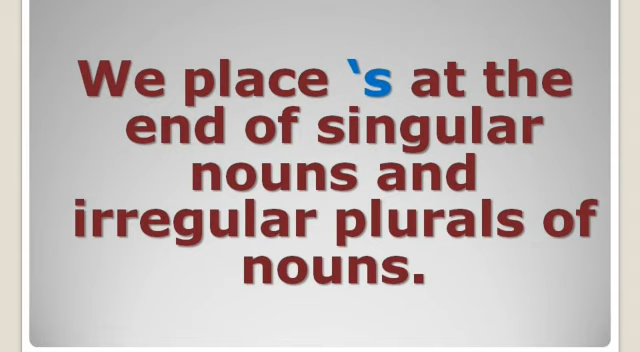 We place ‘s at the
end of singular
nouns and
irregular plurals of
nouns.